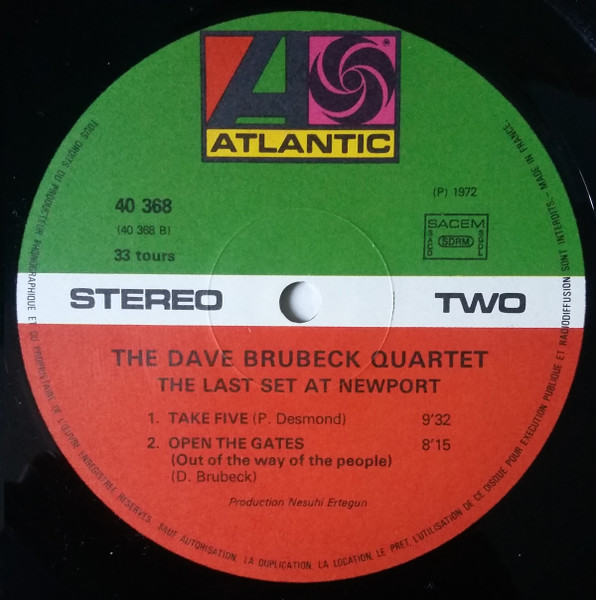 ATLANTIC
40 368
(40 368 B)
33 tours
(P) 1972
SACEM
SACD
SDRM
SGDL
STEREO
TWO
THE DAVE BRUBECK QUARTET
THE LAST SET AT NEWPORT
1. TAKE FIVE (P. Desmond) 9'32
2. OPEN THE GATES 8'15
(Out of the way of the people)
(D. Brubeck)
Production Nesuhi Ertegun
TOUS DROITS DU PRODUCTEUR PHONOGRAPHIQUE ET DU PROPRIETAIRE DE L'ŒUVRE ENREGISTREE RESERVES. SAUF AUTORISATION, LA DUPLICATION, LA LOCATION, LE PRET, L'UTILISATION DE CE DISQUE POUR EXECUTION PUBLIQUE ET RADIODIFFUSION SONT INTERDITS. - MADE IN FRANCE.